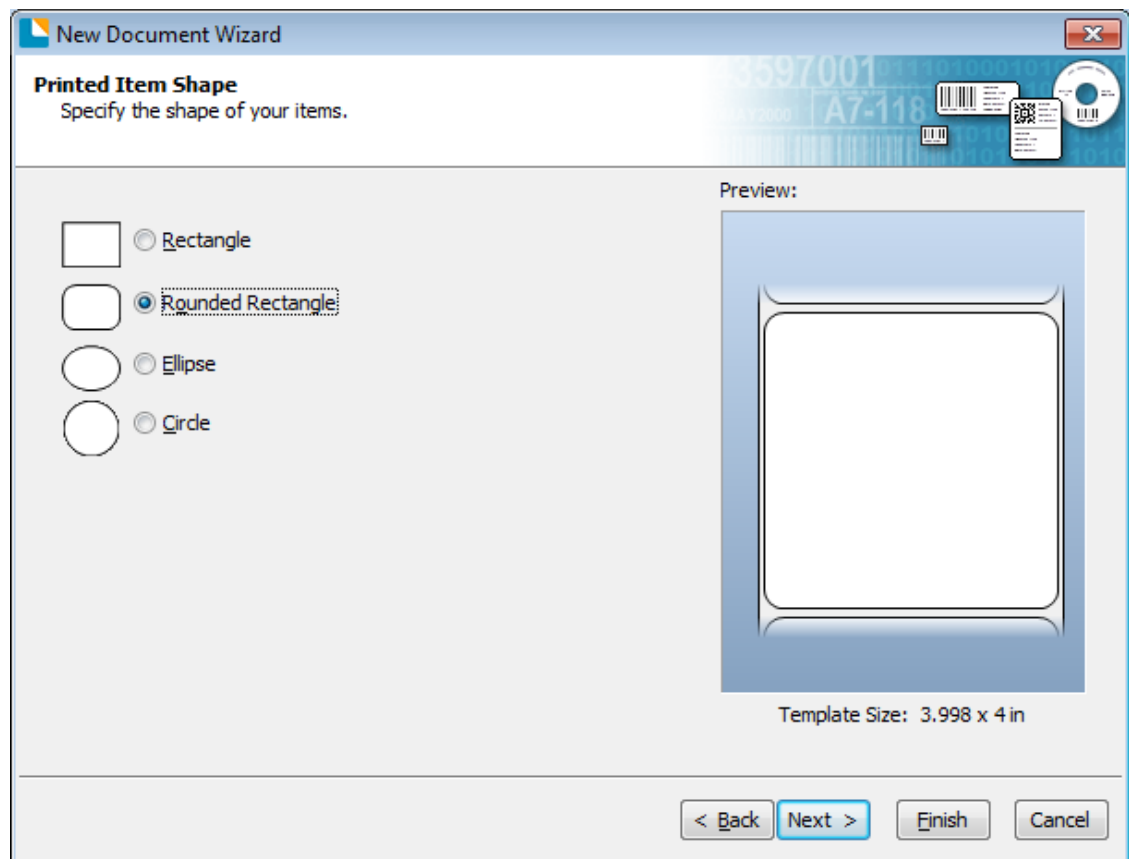 New Document Wizard
Printed Item Shape
Specify the shape of your items.
43597001
A7-118
Preview:
Rectangle
Rounded Rectangle
Ellipse
Circle
Template Size: 3.998 x 4 in
< Back
Next >
Finish
Cancel